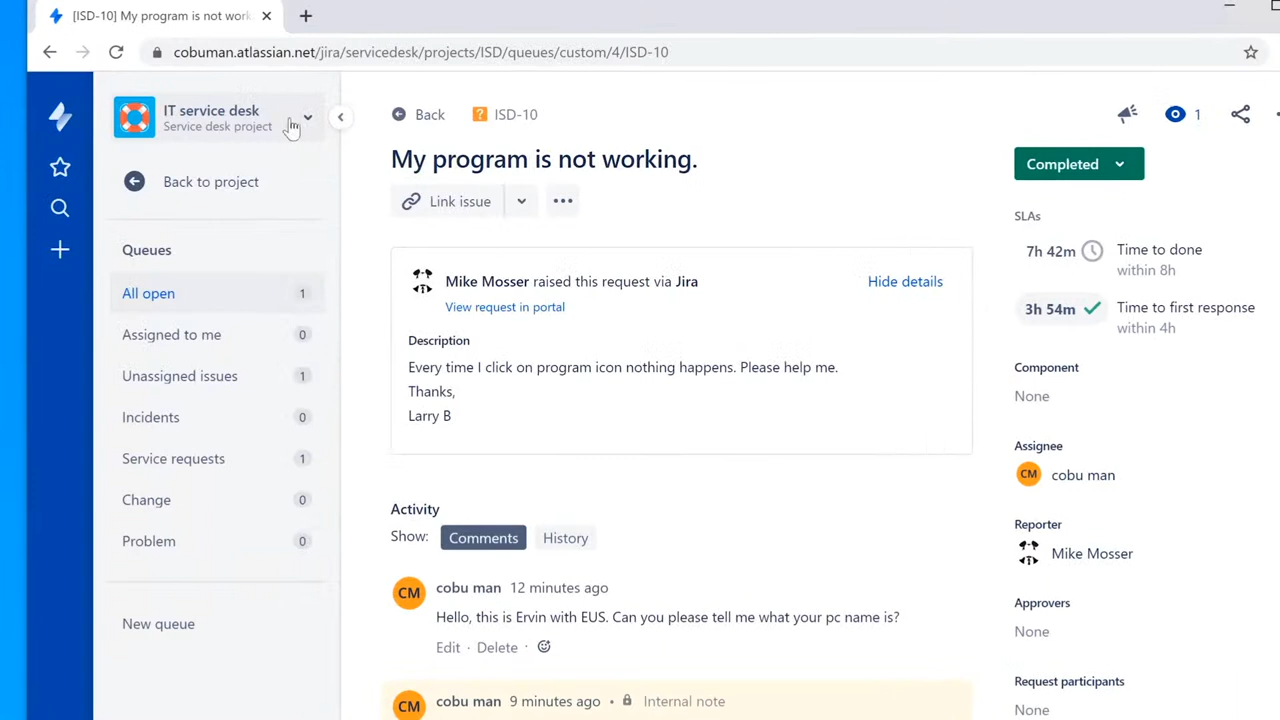 [ISD-10] My program is not work
cobuman.atlassian.net/jira/servicedesk/projects/ISD/queues/custom/4/ISD-10
IT service desk
Service desk project
Back to project
Queues
All open 1
Assigned to me 0
Unassigned issues 1
Incidents 0
Service requests 1
Change 0
Problem 0
New queue
Back ISD-10
1
My program is not working.
Link issue
Mike Mosser raised this request via Jira
Hide details
View request in portal
Description
Every time I click on program icon nothing happens. Please help me.
Thanks,
Larry B
Activity
Show: Comments History
CM cobu man 12 minutes ago
Hello, this is Ervin with EUS. Can you please tell me what your pc name is?
Edit · Delete ·
CM cobu man 9 minutes ago • Internal note
Completed
SLAs
7h 42m Time to done
within 8h
3h 54m Time to first response
within 4h
Component
None
Assignee
CM cobu man
Reporter
Mike Mosser
Approvers
None
Request participants
None